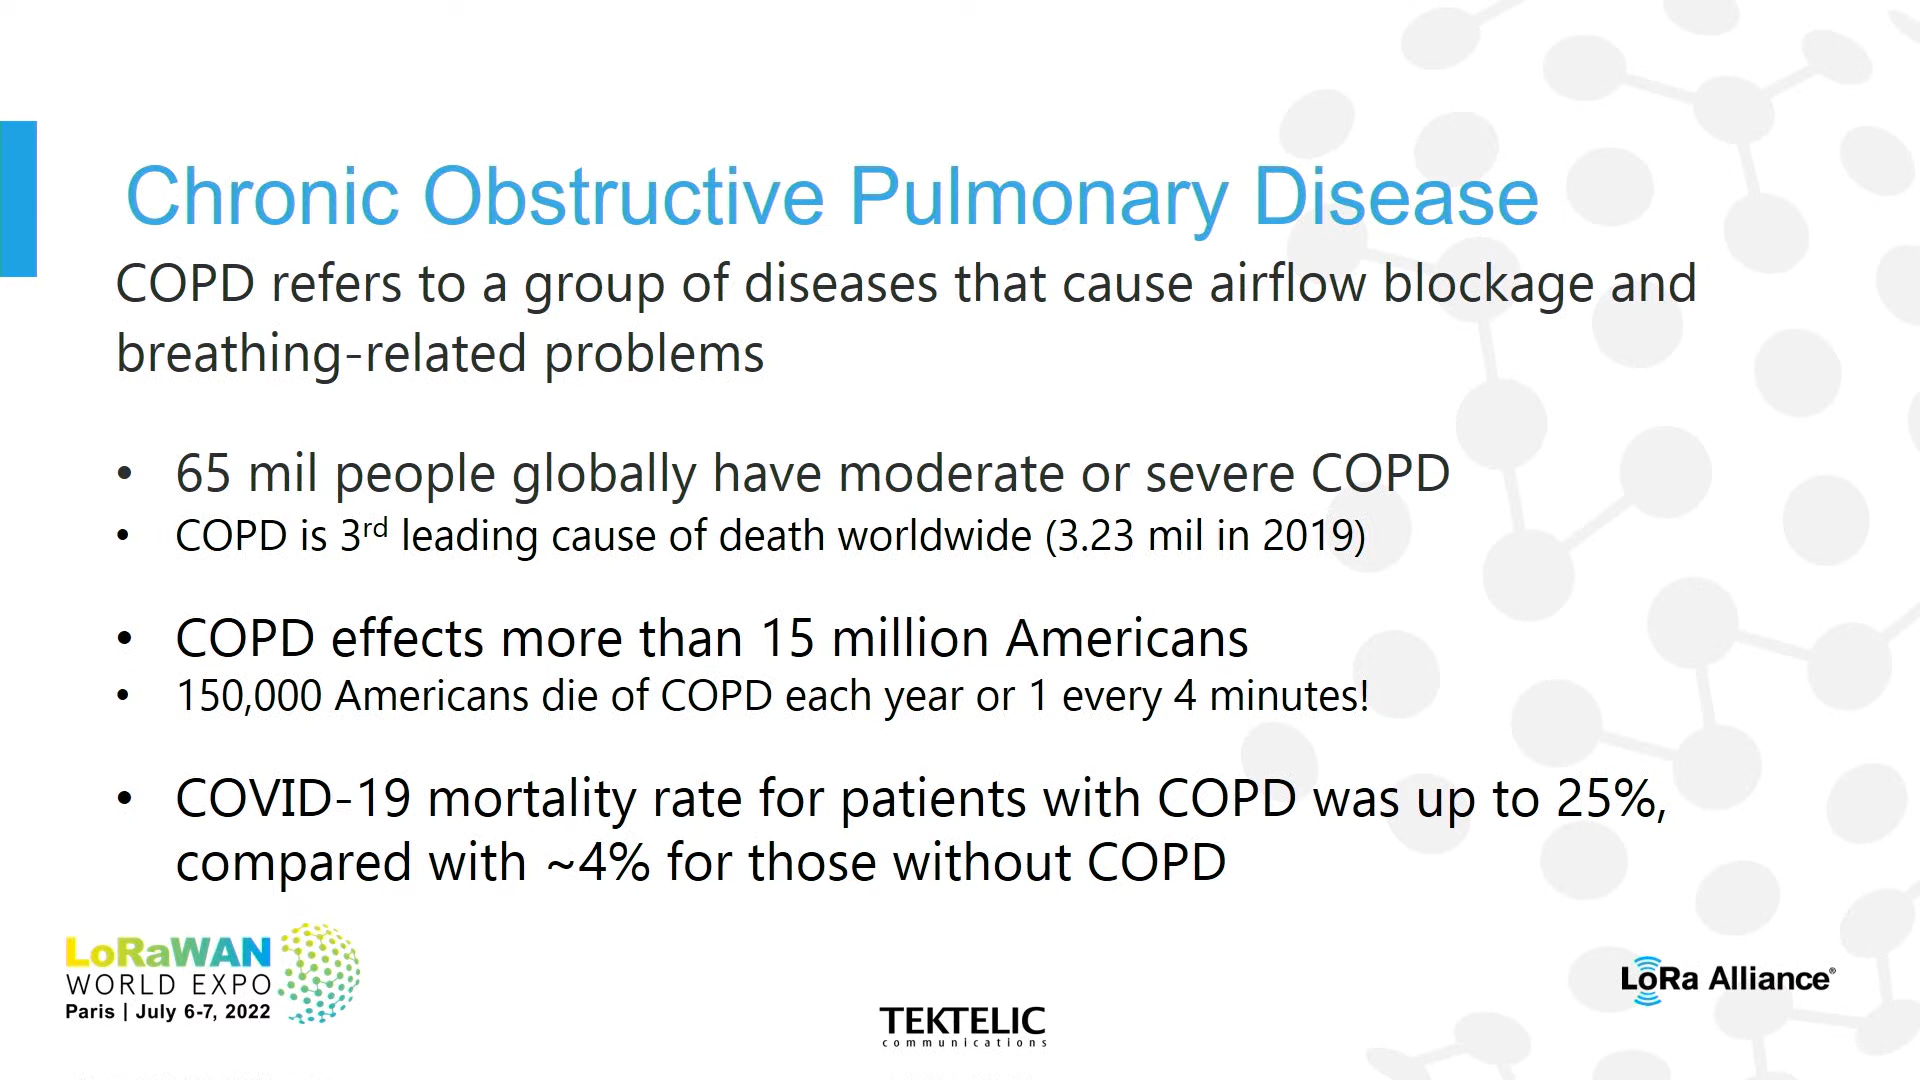 Chronic Obstructive Pulmonary Disease
COPD refers to a group of diseases that cause airflow blockage and
breathing-related problems
• 65 mil people globally have moderate or severe COPD
• COPD is 3rd leading cause of death worldwide (3.23 mil in 2019)
• COPD effects more than 15 million Americans
• 150,000 Americans die of COPD each year or 1 every 4 minutes!
• COVID-19 mortality rate for patients with COPD was up to 25%,
compared with ~4% for those without COPD
LoRaWAN
WORLD EXPO
Paris | July 6-7, 2022
TEKTELIC
communications
LoRa Alliance®